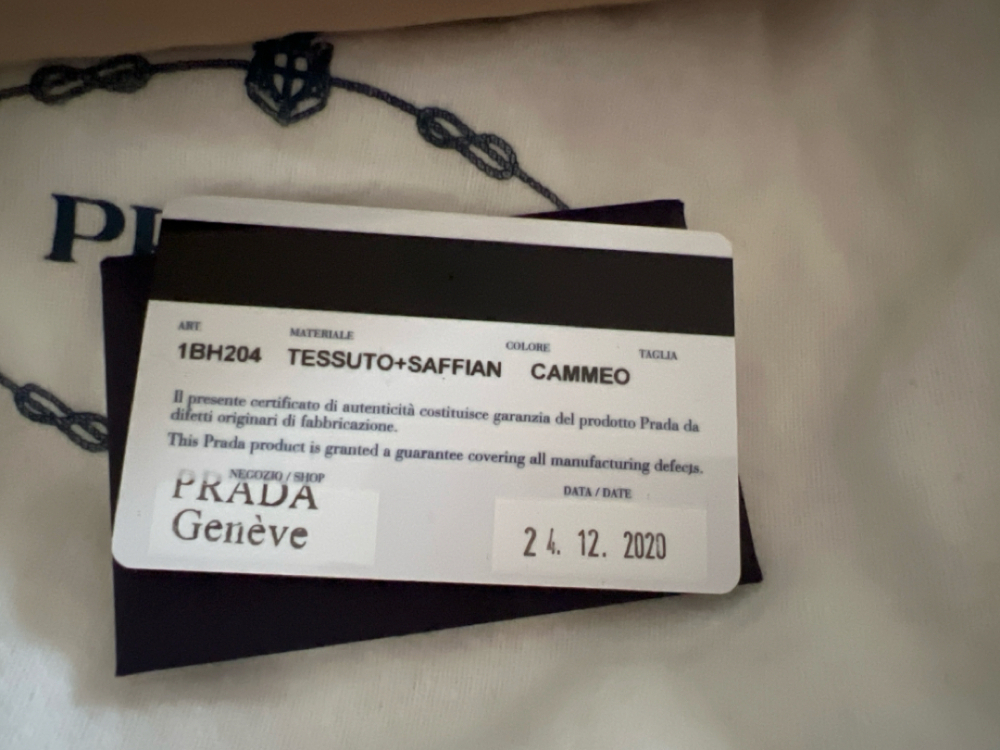 PR
ART.
MATERIALE
COLORE
TAGLIA
1BH204 TESSUTO+SAFFIAN CAMMEO
Il presente certificato di autenticità costituisce garanzia del prodotto Prada da
difetti originari di fabbricazione.
This Prada product is granted a guarantee covering all manufacturing defects.
NEGOZIO / SHOP
DATA / DATE
PRADA
Genève
24. 12. 2020